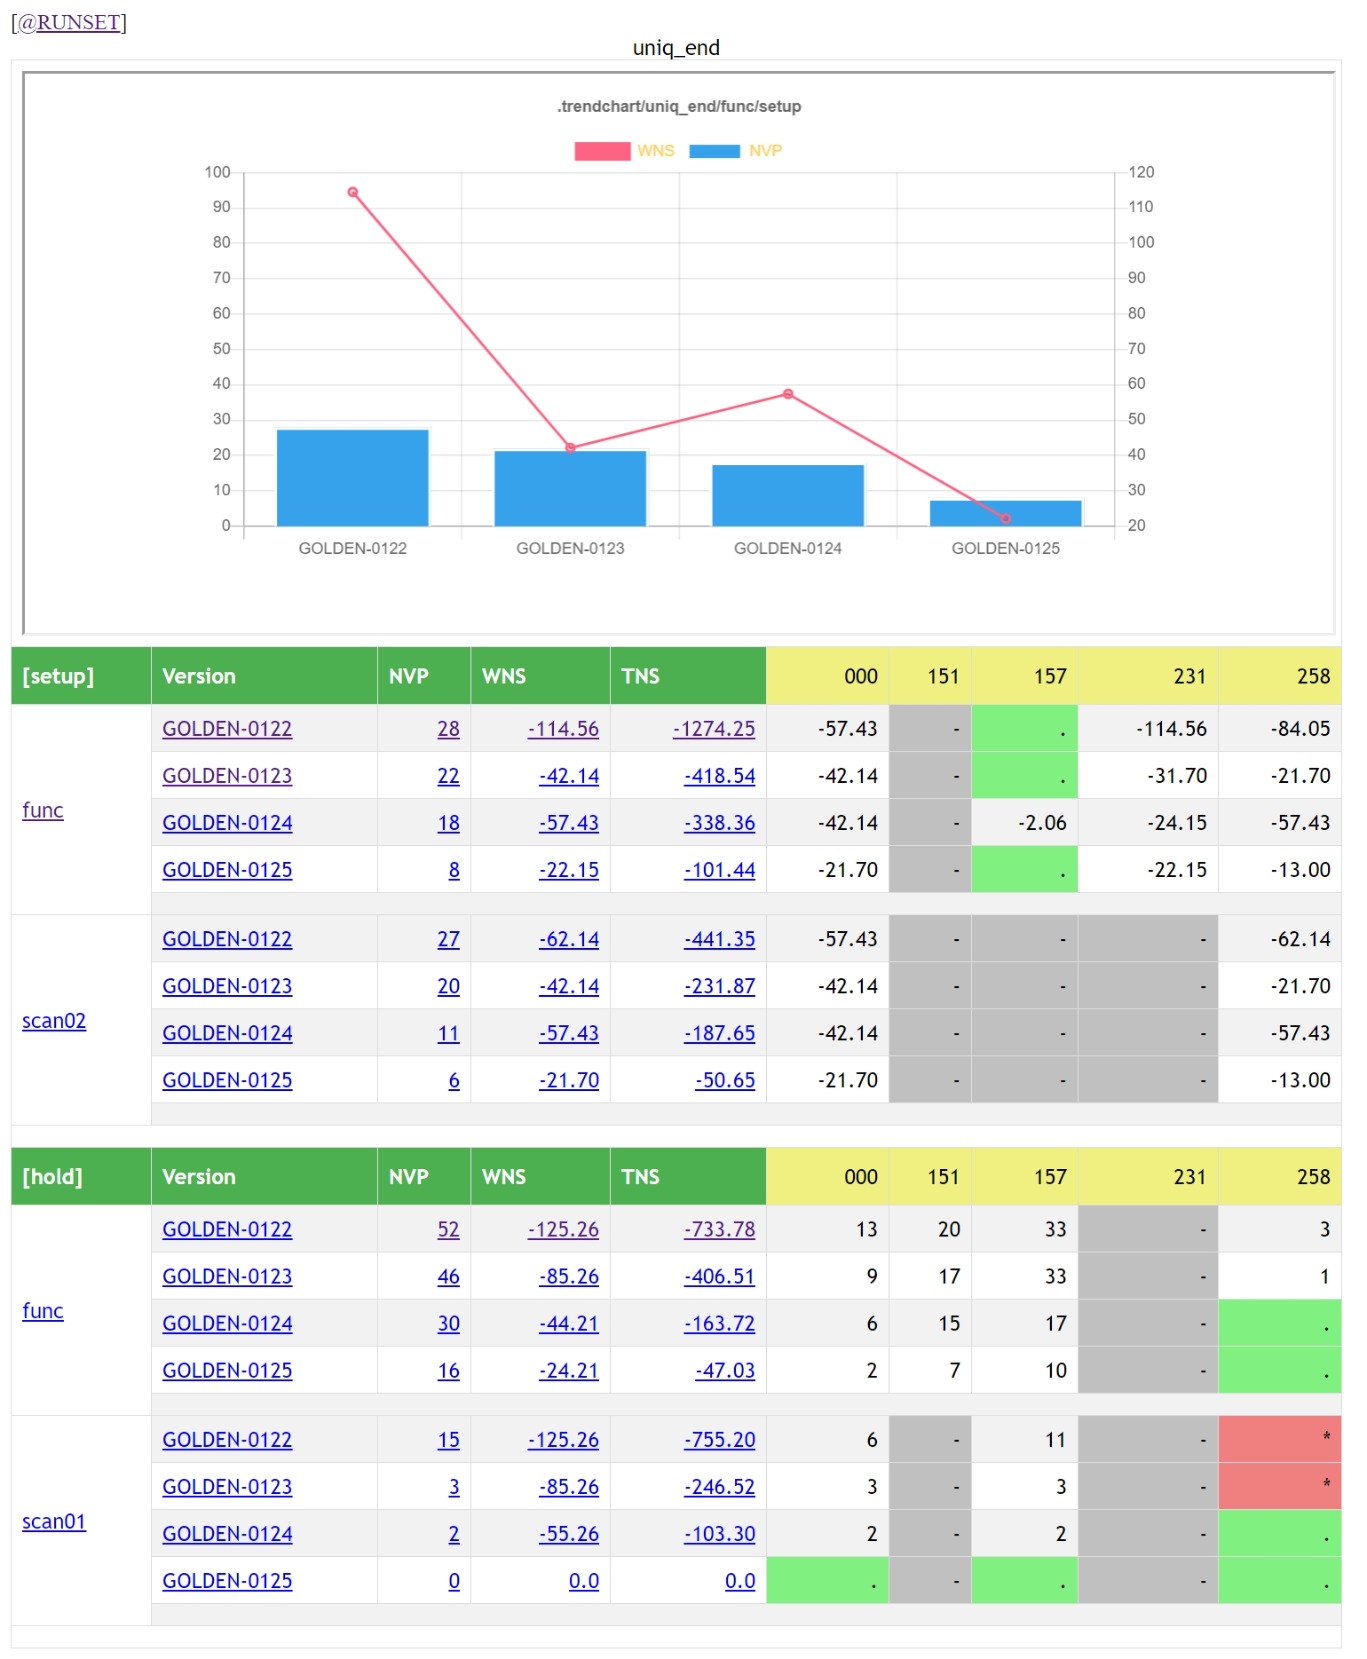 [@RUNSET]
uniq_end
.trendchart/uniq_end/func/setup
WNS NVP
100 120
90 110
80 100
70 90
60 80
50 70
40 60
30 50
20 40
10 30
0 20
GOLDEN-0122 GOLDEN-0123 GOLDEN-0124 GOLDEN-0125
[setup] Version NVP WNS TNS 000 151 157 231 258
func
GOLDEN-0122 28 -114.56 -1274.25 -57.43 - . -114.56 -84.05
GOLDEN-0123 22 -42.14 -418.54 -42.14 - . -31.70 -21.70
GOLDEN-0124 18 -57.43 -338.36 -42.14 - -2.06 -24.15 -57.43
GOLDEN-0125 8 -22.15 -101.44 -21.70 - . -22.15 -13.00
scan02
GOLDEN-0122 27 -62.14 -441.35 -57.43 - - - -62.14
GOLDEN-0123 20 -42.14 -231.87 -42.14 - - - -21.70
GOLDEN-0124 11 -57.43 -187.65 -42.14 - - - -57.43
GOLDEN-0125 6 -21.70 -50.65 -21.70 - - - -13.00
[hold] Version NVP WNS TNS 000 151 157 231 258
func
GOLDEN-0122 52 -125.26 -733.78 13 20 33 - 3
GOLDEN-0123 46 -85.26 -406.51 9 17 33 - 1
GOLDEN-0124 30 -44.21 -163.72 6 15 17 - .
GOLDEN-0125 16 -24.21 -47.03 2 7 10 - .
scan01
GOLDEN-0122 15 -125.26 -755.20 6 - 11 - *
GOLDEN-0123 3 -85.26 -246.52 3 - 3 - *
GOLDEN-0124 2 -55.26 -103.30 2 - 2 - .
GOLDEN-0125 0 0.0 0.0 . - . - .